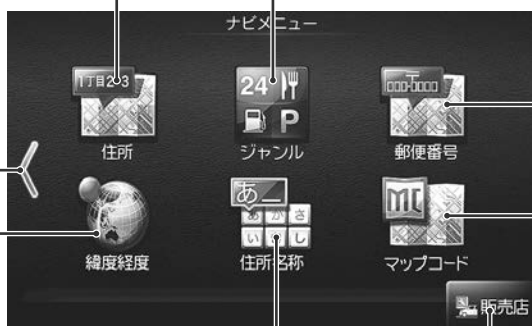 ナビメニュー
1丁目2-3
24
P
〒
□□□-□□□□
住所
ジャンル
郵便番号
あ_
あかさ
いきし
MC
緯度経度
住所名称
マップコード
販売店